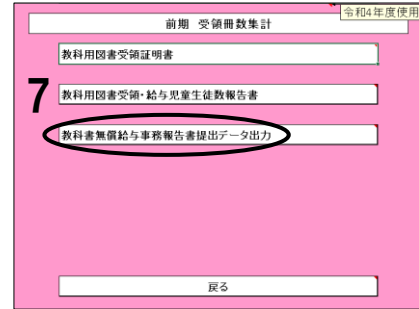 令和4年度使用
前期 受領冊数集計
教科用図書受領証明書
7
教科用図書受領・給与児童生徒数報告書
教科書無償給与事務報告書提出データ出力
戻る